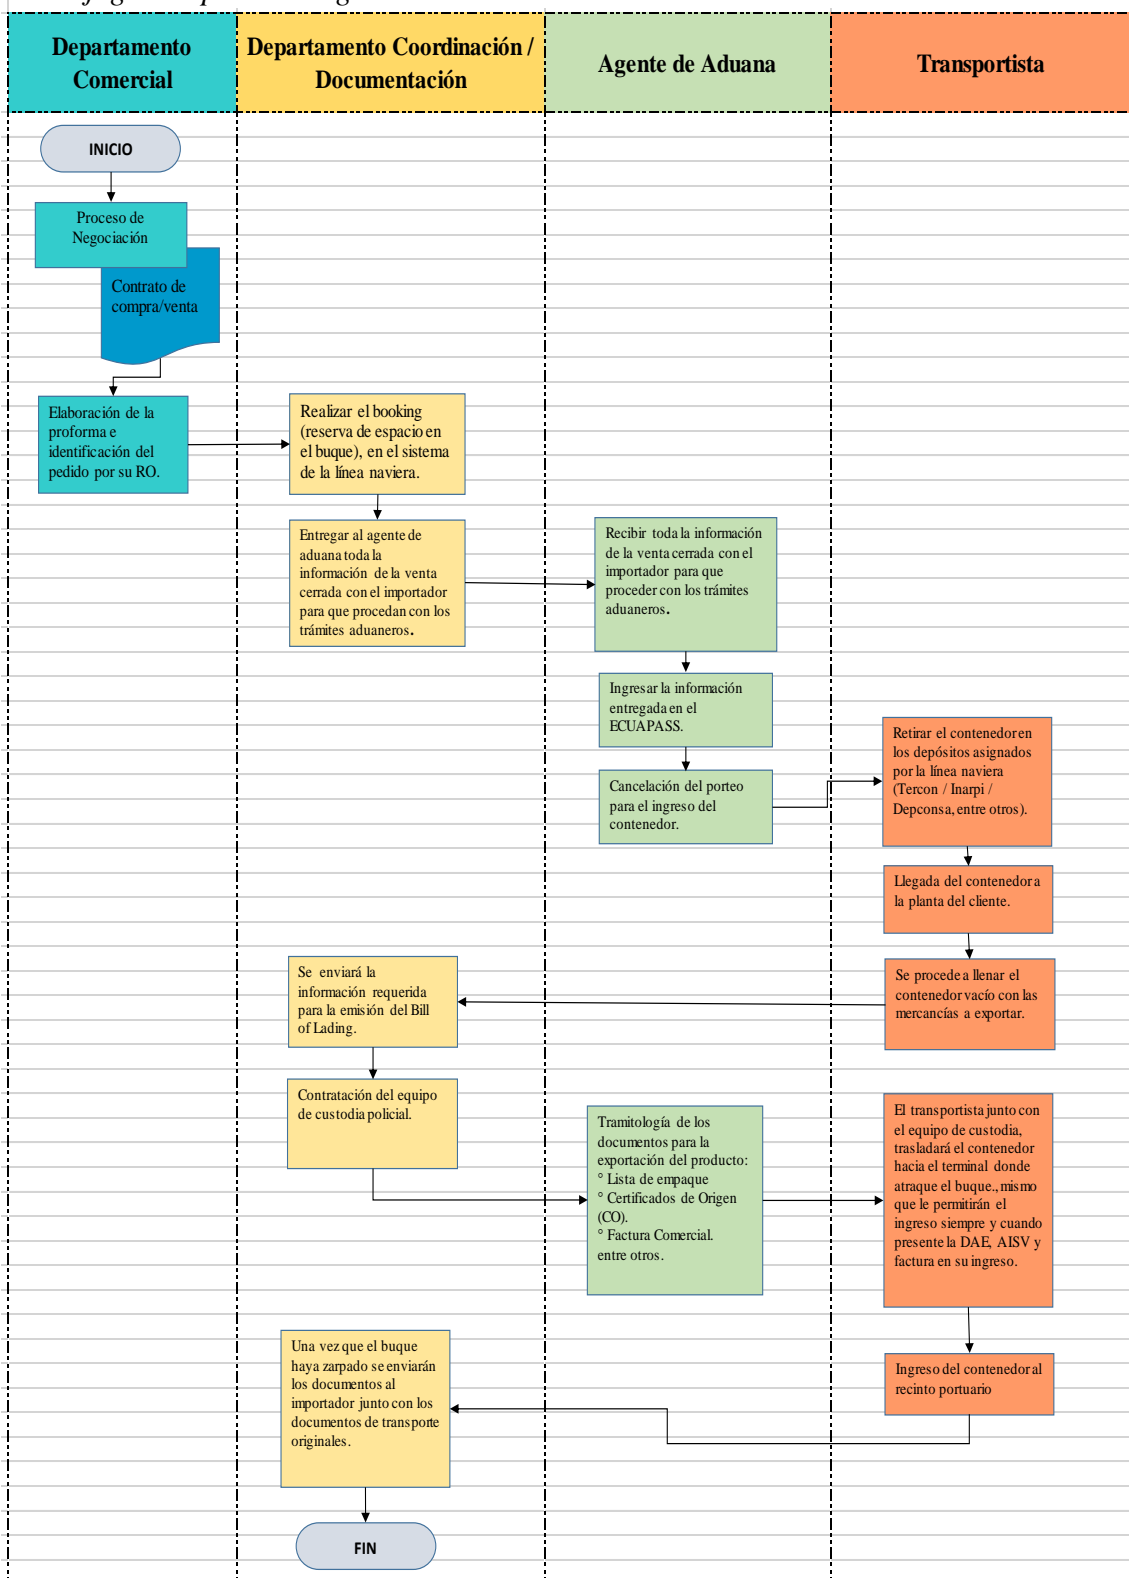 Departamento
Comercial
Departamento Coordinación /
Documentación
Agente de Aduana
Transportista
INICIO
Proceso de
Negociación
Contrato de
compra/venta
Elaboración de la
proforma e
identificación del
pedido por su RO.
Realizar el booking
(reserva de espacio en
el buque), en el sistema
de la línea naviera.
Entregar al agente de
aduana toda la
información de la venta
cerrada con el importador
para que procedan con los
trámites aduaneros.
Recibir toda la información
de la venta cerrada con el
importador para que
proceder con los trámites
aduaneros.
Ingresar la información
entregada en el
ECUAPASS.
Cancelación del porteo
para el ingreso del
contenedor.
Retirar el contenedor en
los depósitos asignados
por la línea naviera
(Tercon / Inarpi /
Depconsa, entre otros).
Llegada del contenedor a
la planta del cliente.
Se procede a llenar el
contenedor vacío con las
mercancías a exportar.
Se enviará la
información requerida
para la emisión del Bill
of Lading.
Contratación del equipo
de custodia policial.
Tramitología de los
documentos para la
exportación del producto:
° Lista de empaque
° Certificados de Origen
(CO).
° Factura Comercial.
entre otros.
El transportista junto con
el equipo de custodia,
trasladará el contenedor
hacia el terminal donde
atraque el buque., mismo
que le permitirán el
ingreso siempre y cuando
presente la DAE, AISV y
factura en su ingreso.
Ingreso del contenedor al
recinto portuario
Una vez que el buque
haya zarpado se enviarán
los documentos al
importador junto con los
documentos de transporte
originales.
FIN